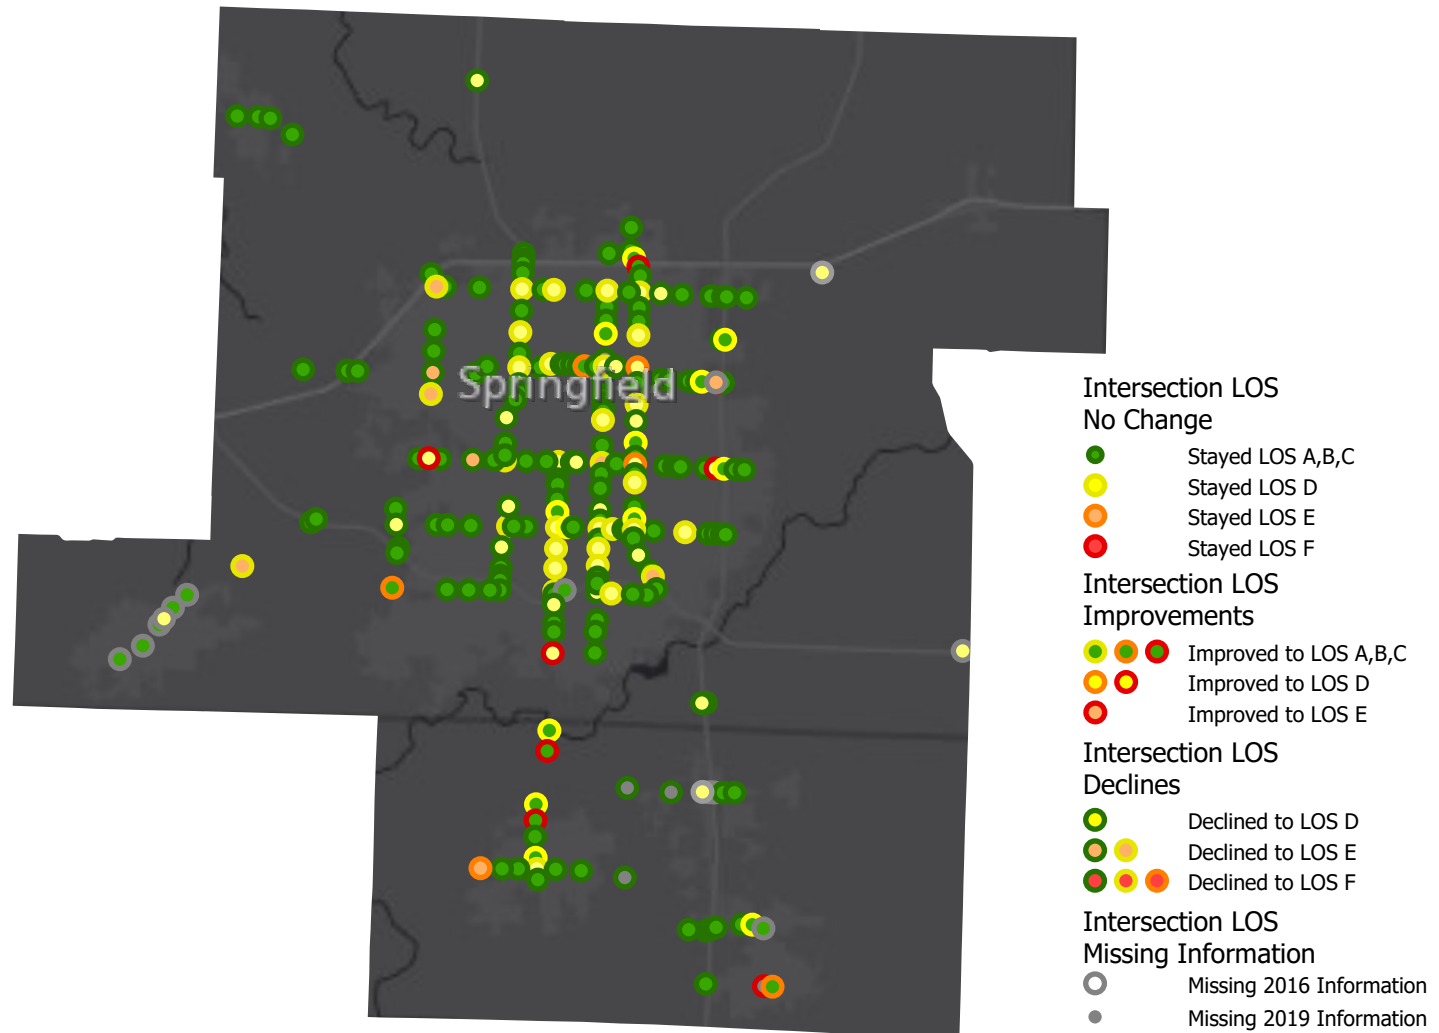 Springfield
Intersection LOS
No Change
Stayed LOS A,B,C
Stayed LOS D
Stayed LOS E
Stayed LOS F
Intersection LOS
Improvements
Improved to LOS A,B,C
Improved to LOS D
Improved to LOS E
Intersection LOS
Declines
Declined to LOS D
Declined to LOS E
Declined to LOS F
Intersection LOS
Missing Information
Missing 2016 Information
Missing 2019 Information